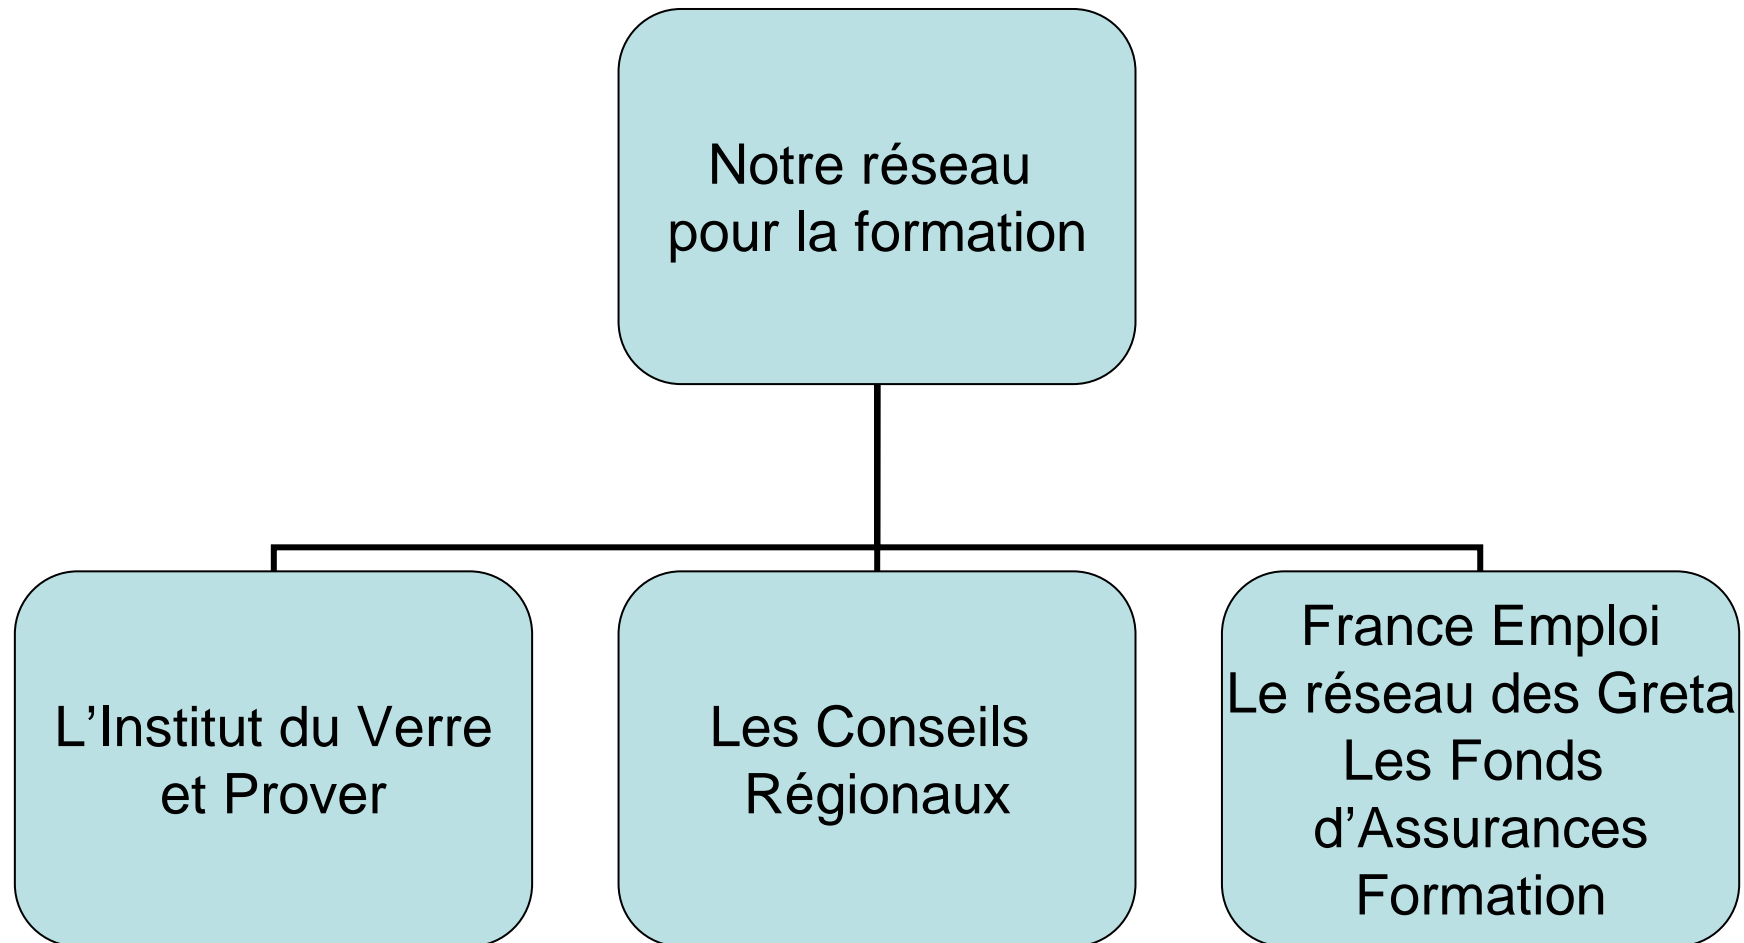 Notre réseau
pour la formation
L’Institut du Verre
et Prover
Les Conseils
Régionaux
France Emploi
Le réseau des Greta
Les Fonds
d’Assurances
Formation